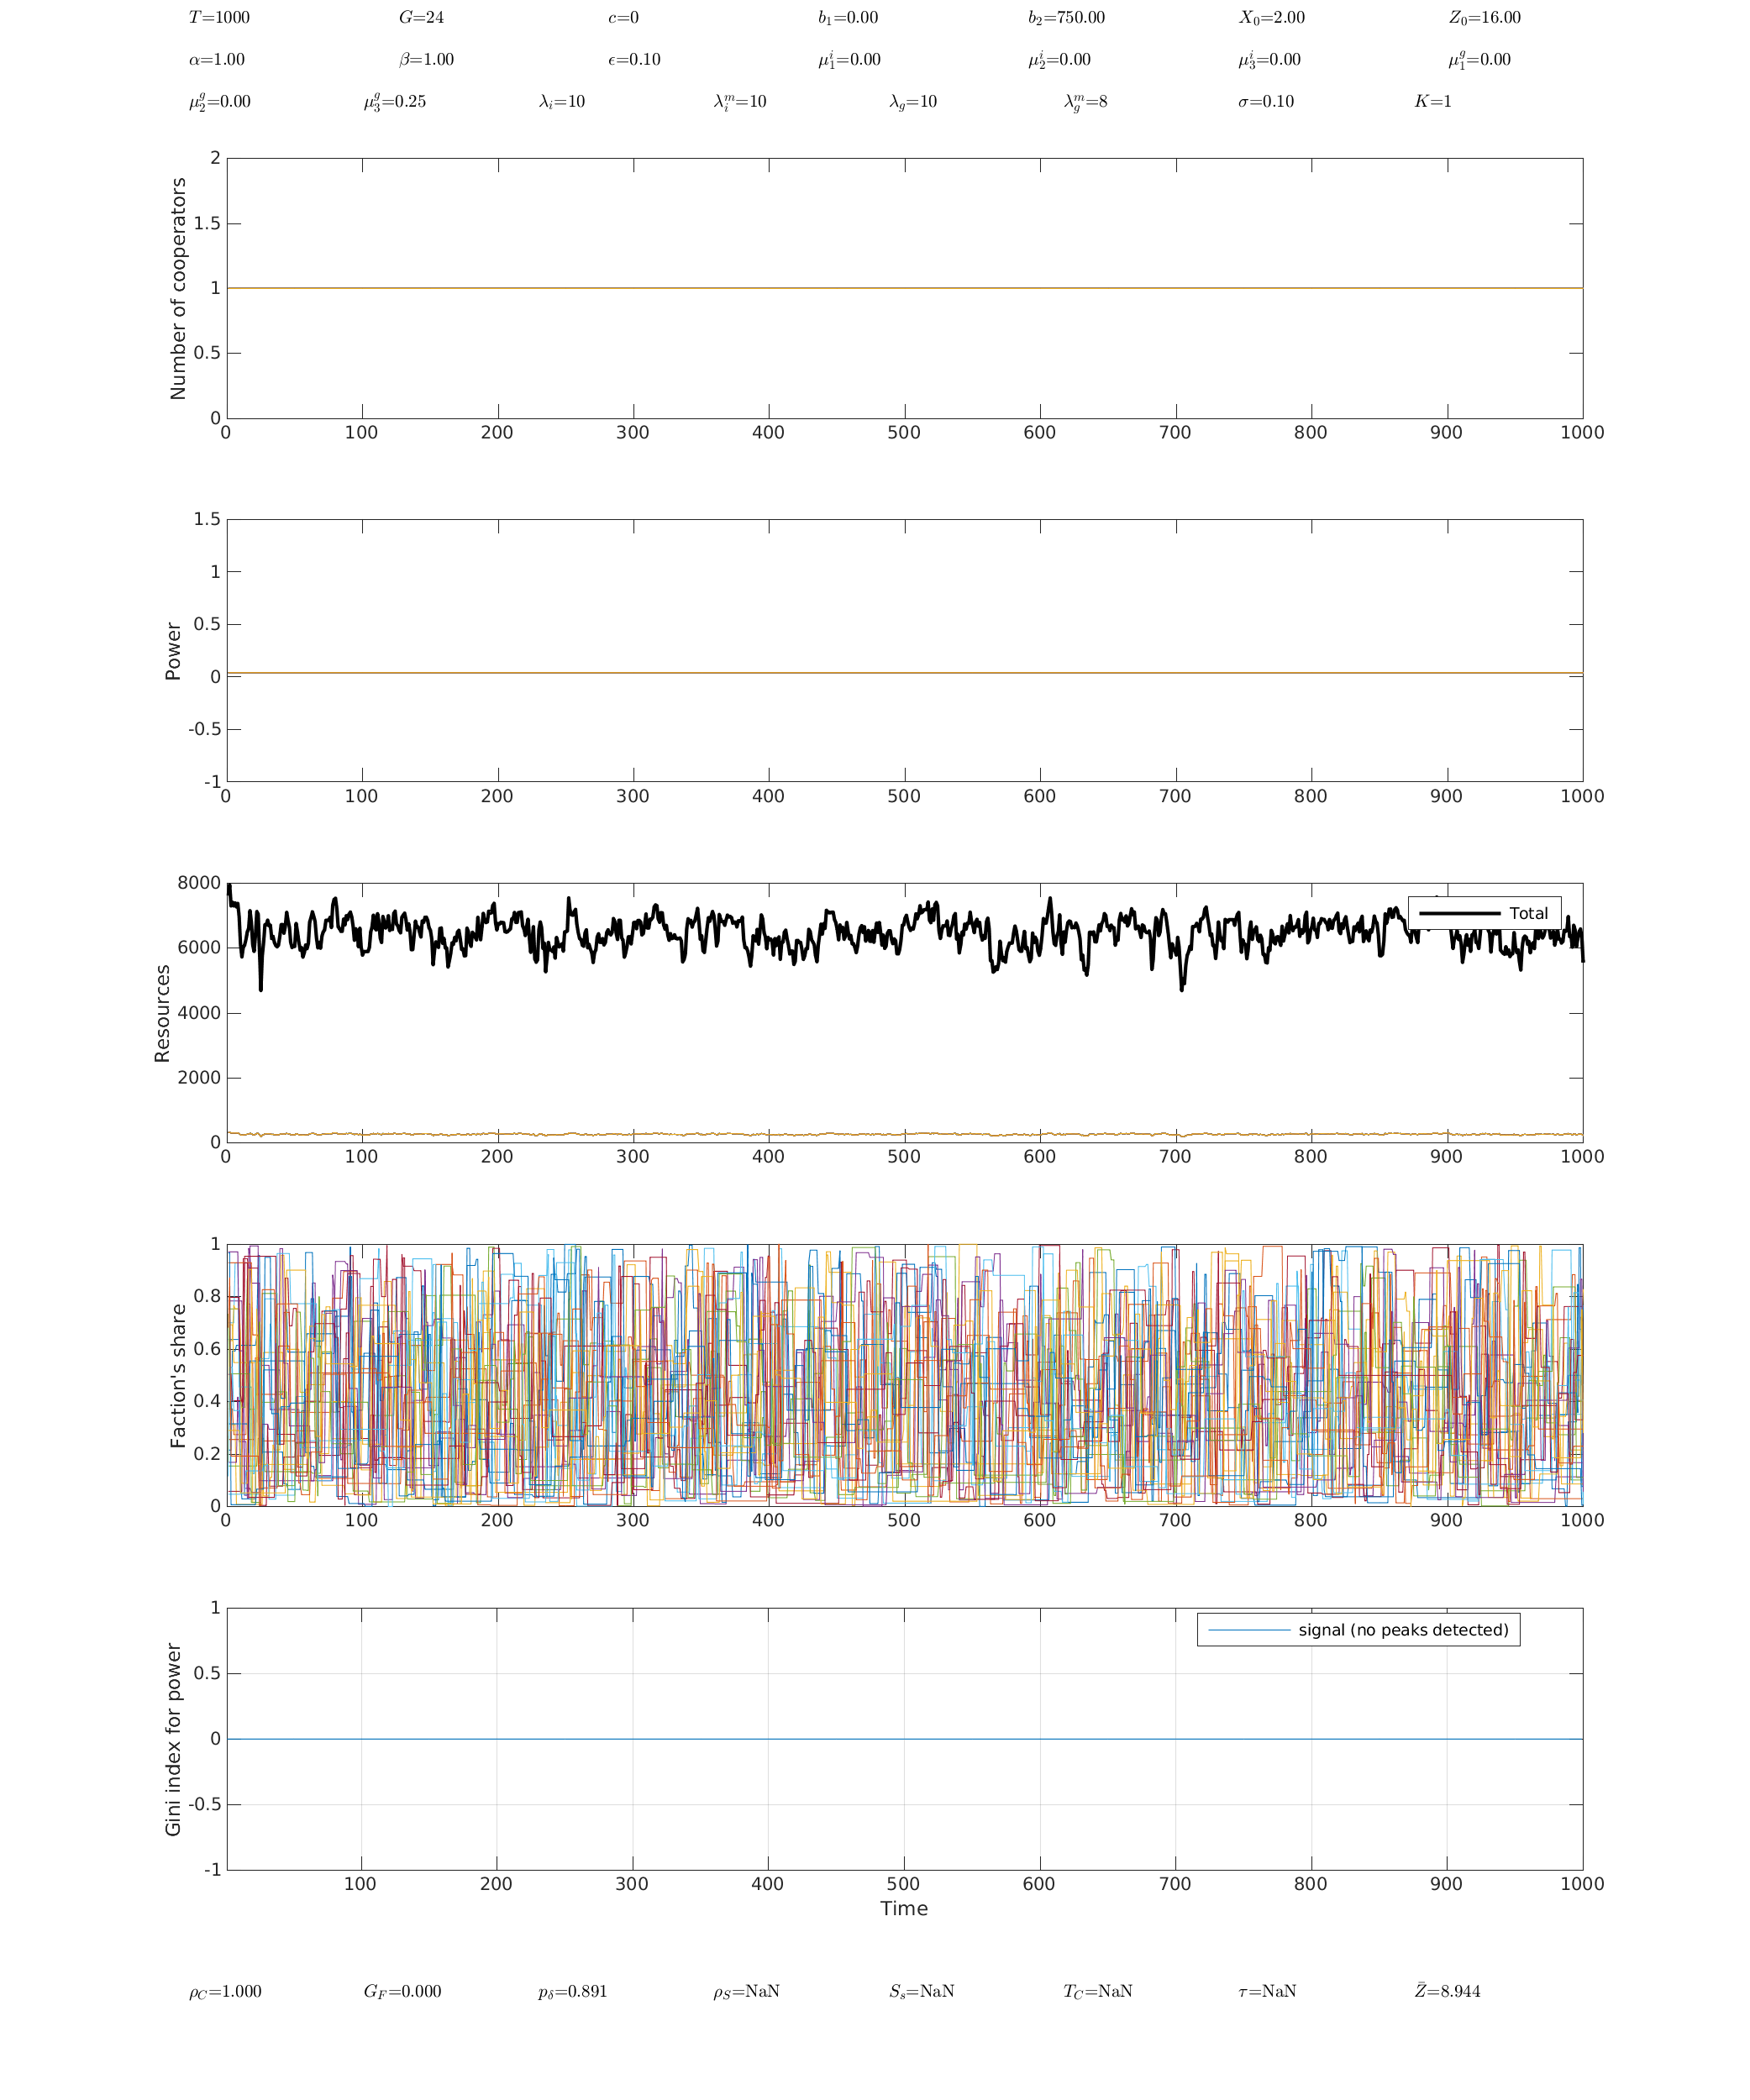 T=1000 G=24 c=0 b₁=0.00 b₂=750.00 X₀=2.00 Z₀=16.00
α=1.00 β=1.00 ϵ=0.10 μ₁ⁱ=0.00 μ₂ⁱ=0.00 μ₃ⁱ=0.00 μ₁ᵍ=0.00
μ₂ᵍ=0.00 μ₃ᵍ=0.25 λᵢ=10 λᵢᵐ=10 λ_g=10 λ_gᵐ=8 σ=0.10 K=1
Number of cooperators
2
1.5
1
0.5
0
0 100 200 300 400 500 600 700 800 900 1000
Power
1.5
1
0.5
0
-0.5
-1
0 100 200 300 400 500 600 700 800 900 1000
Resources
8000
6000
4000
2000
0
Total
0 100 200 300 400 500 600 700 800 900 1000
Faction's share
1
0.8
0.6
0.4
0.2
0
0 100 200 300 400 500 600 700 800 900 1000
Gini index for power
1
0.5
0
-0.5
-1
signal (no peaks detected)
100 200 300 400 500 600 700 800 900 1000
Time
ρ_C=1.000 G_F=0.000 p_δ=0.891 ρ_S=NaN S_s=NaN T_C=NaN τ=NaN Z̄=8.944